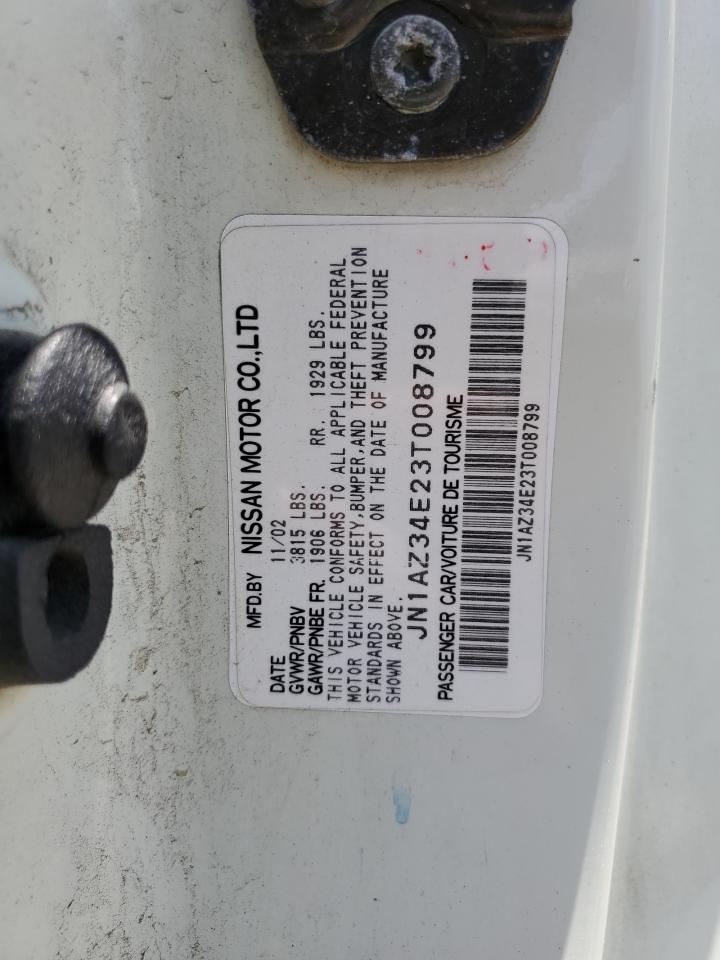 MFD.BY NISSAN MOTOR CO.,LTD
DATE 11/02
GVWR/PNBV 3815 LBS.
GAWR/PNBE FR. 1906 LBS. RR. 1929 LBS.
THIS VEHICLE CONFORMS TO ALL APPLICABLE FEDERAL
MOTOR VEHICLE SAFETY,BUMPER,AND THEFT PREVENTION
STANDARDS IN EFFECT ON THE DATE OF MANUFACTURE
SHOWN ABOVE.
JN1AZ34E23T008799
PASSENGER CAR/VOITURE DE TOURISME
JN1AZ34E23T008799